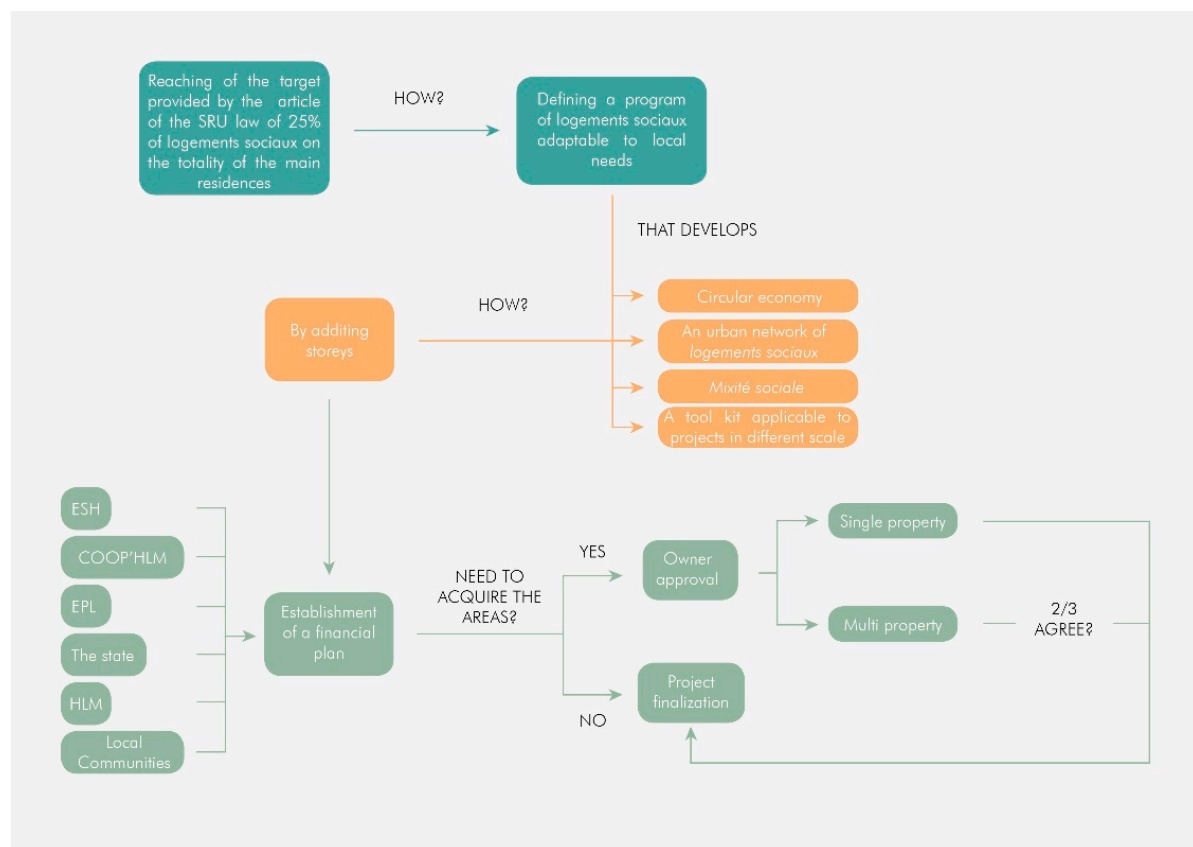 Reaching of the target
provided by the article
of the SRU law of 25%
of logements sociaux on
the totality of the main
residences
HOW?
Defining a program
of logements sociaux
adaptable to local
needs
THAT DEVELOPS
Circular economy
An urban network of
logements sociaux
Mixité sociale
A tool kit applicable to
projects in different scale
HOW?
By additing
storeys
ESH
COOP'HLM
EPL
The state
HLM
Local
Communities
Establishment
of a financial
plan
NEED TO
ACQUIRE THE
AREAS?
YES
Owner
approval
Single property
Multi property
2/3
AGREE?
NO
Project
finalization